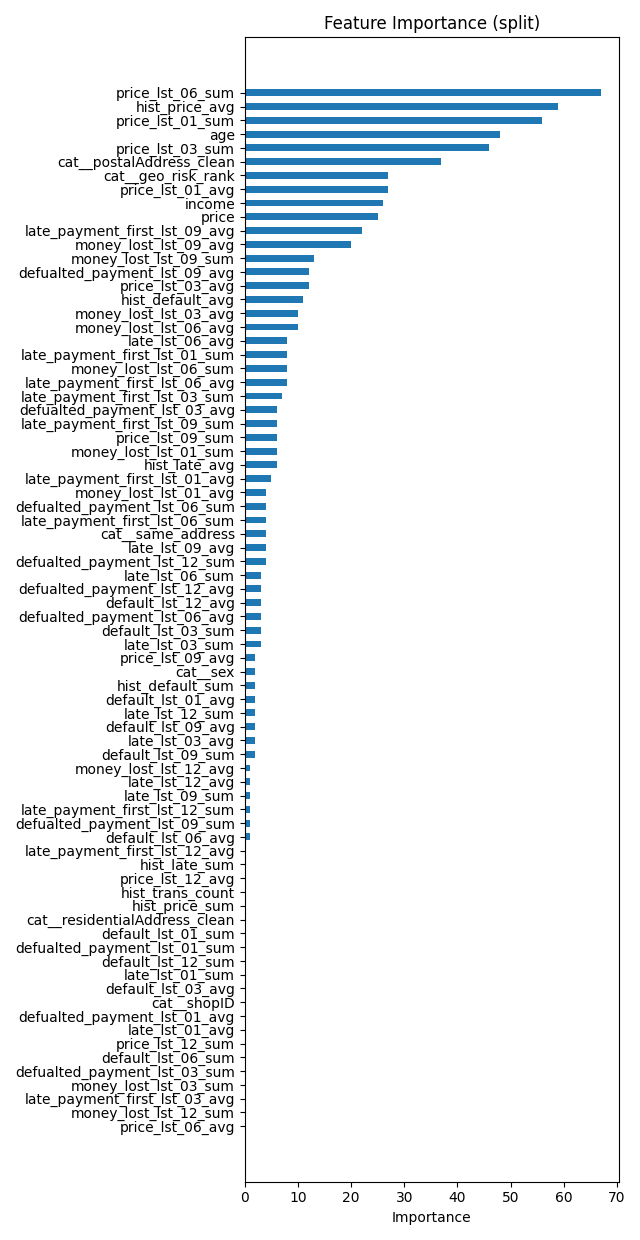 Feature Importance (split)
price_lst_06_sum
hist_price_avg
price_lst_01_sum
age
price_lst_03_sum
cat__postalAddress_clean
cat__geo_risk_rank
price_lst_01_avg
income
price
late_payment_first_lst_09_avg
money_lost_lst_09_avg
money_lost_lst_09_sum
defualted_payment_lst_09_avg
price_lst_03_avg
hist_default_avg
money_lost_lst_03_avg
money_lost_lst_06_avg
late_lst_06_avg
late_payment_first_lst_01_sum
money_lost_lst_06_sum
late_payment_first_lst_06_avg
late_payment_first_lst_03_sum
defualted_payment_lst_03_avg
late_payment_first_lst_09_sum
price_lst_09_sum
money_lost_lst_01_sum
hist_late_avg
late_payment_first_lst_01_avg
money_lost_lst_01_avg
defualted_payment_lst_06_sum
late_payment_first_lst_06_sum
cat__same_address
late_lst_09_avg
defualted_payment_lst_12_sum
late_lst_06_sum
defualted_payment_lst_12_avg
default_lst_12_avg
defualted_payment_lst_06_avg
default_lst_03_sum
late_lst_03_sum
price_lst_09_avg
cat__sex
hist_default_sum
default_lst_01_avg
late_lst_12_sum
default_lst_09_avg
late_lst_03_avg
default_lst_09_sum
money_lost_lst_12_avg
late_lst_12_avg
late_lst_09_sum
late_payment_first_lst_12_sum
defualted_payment_lst_09_sum
default_lst_06_avg
late_payment_first_lst_12_avg
hist_late_sum
price_lst_12_avg
hist_trans_count
hist_price_sum
cat__residentialAddress_clean
default_lst_01_sum
defualted_payment_lst_01_sum
default_lst_12_sum
late_lst_01_sum
default_lst_03_avg
cat__shopID
defualted_payment_lst_01_avg
late_lst_01_avg
price_lst_12_sum
default_lst_06_sum
defualted_payment_lst_03_sum
money_lost_lst_03_sum
late_payment_first_lst_03_avg
money_lost_lst_12_sum
price_lst_06_avg
0 10 20 30 40 50 60 70
Importance